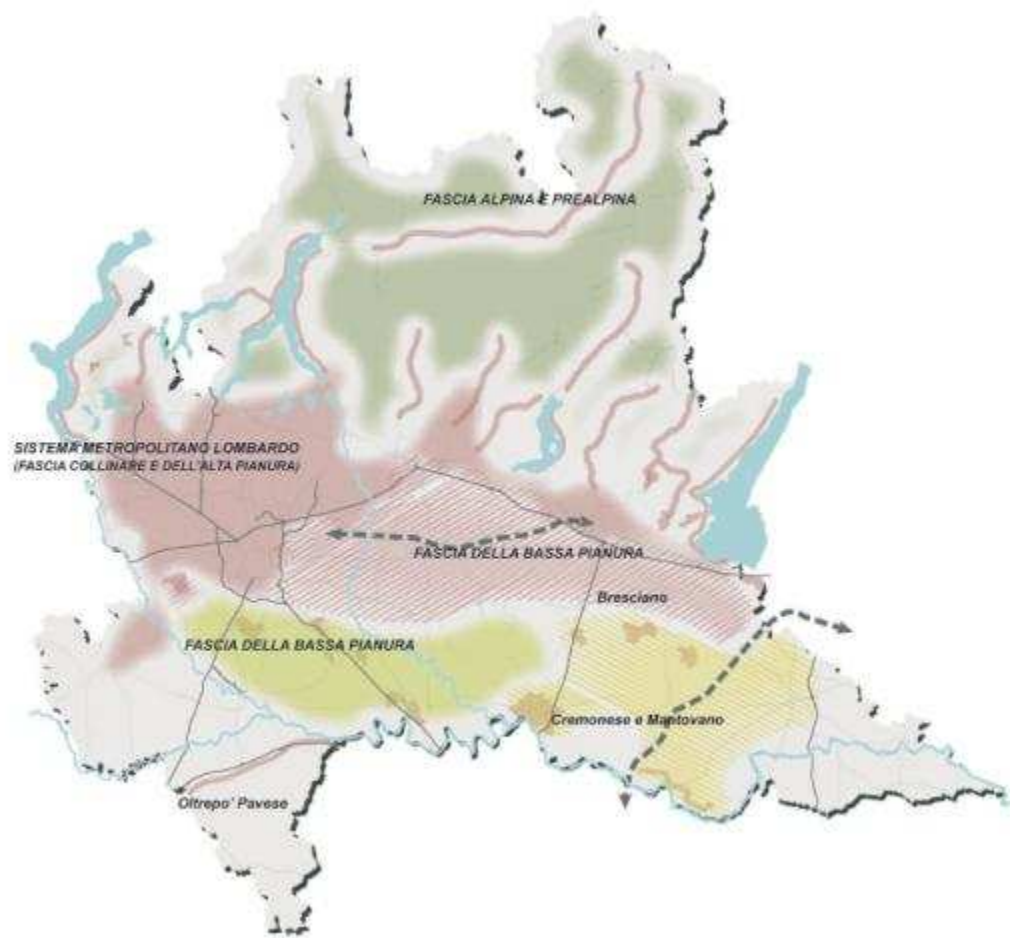 FASCIA ALPINA E PREALPINA
SISTEMA METROPOLITANO LOMBARDO
(FASCIA COLLINARE E DELL'ALTA PIANURA)
FASCIA DELLA BASSA PIANURA
Bresciano
FASCIA DELLA BASSA PIANURA
Cremonese e Mantovano
Oltrepo' Pavese